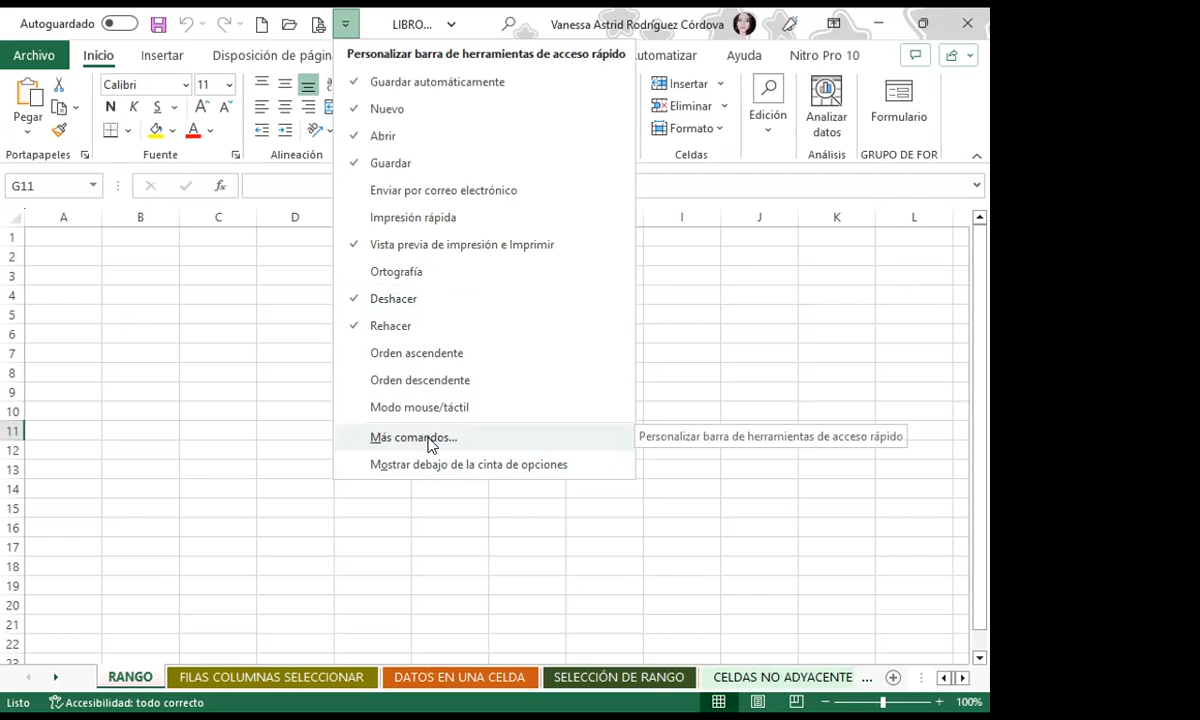 Autoguardado
LIBRO...
Vanessa Astrid Rodríguez Córdova
Archivo
Inicio
Insertar
Disposición de págin
utomatizar
Ayuda
Nitro Pro 10
Personalizar barra de herramientas de acceso rápido
Guardar automáticamente
Nuevo
Abrir
Guardar
Enviar por correo electrónico
Impresión rápida
Vista previa de impresión e Imprimir
Ortografía
Deshacer
Rehacer
Orden ascendente
Orden descendente
Modo mouse/táctil
Más comandos...
Mostrar debajo de la cinta de opciones
Personalizar barra de herramientas de acceso rápido
Pegar
Portapapeles
Calibri
11
N K S A A
A
Fuente
Alineación
Insertar
Eliminar
Formato
Celdas
Edición
Analizar
datos
Análisis
Formulario
GRUPO DE FOR
G11
fx
A B C D I J K L
1
2
3
4
5
6
7
8
9
10
11
12
13
14
15
16
17
18
19
20
21
22
23
RANGO
FILAS COLUMNAS SELECCIONAR
DATOS EN UNA CELDA
SELECCIÓN DE RANGO
CELDAS NO ADYACENTE ...
Listo
Accesibilidad: todo correcto
100%